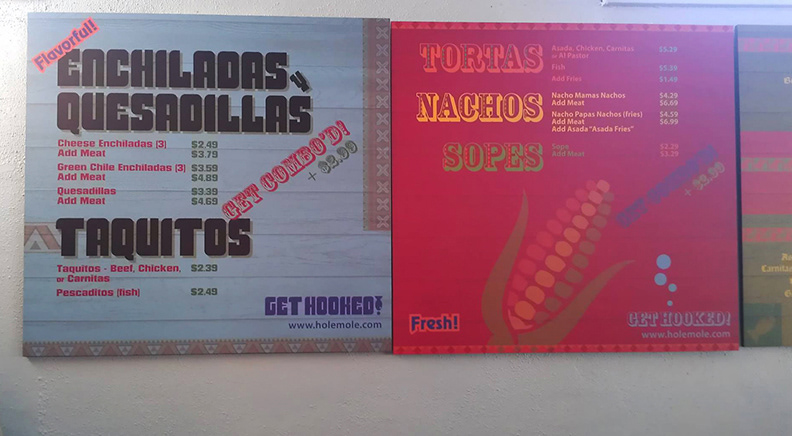 Flavorful!
ENCHILADAS y
QUESADILLAS
Cheese Enchiladas [3] $2.49
Add Meat $3.79
Green Chile Enchiladas [3] $3.59
Add Meat $4.89
Quesadillas $3.39
Add Meat $4.69
GET COMBO'D!
+ $2.99
TAQUITOS
Taquitos - Beef, Chicken, $2.39
or Carnitas
Pescaditos [fish] $2.49
GET HOOKED!
www.holemole.com
TORTAS
Asada, Chicken, Carnitas $5.29
or Al Pastor
Fish $5.29
Add Fries $1.49
NACHOS
Nacho Mamas Nachos $4.29
Add Meat $6.69
Nacho Papas Nachos (fries) $4.59
Add Meat $6.99
Add Asada "Asada Fries"
SOPES
Sope $2.29
Add Meat $3.29
+ $2.99
Fresh!
GET HOOKED!
www.holemole.com